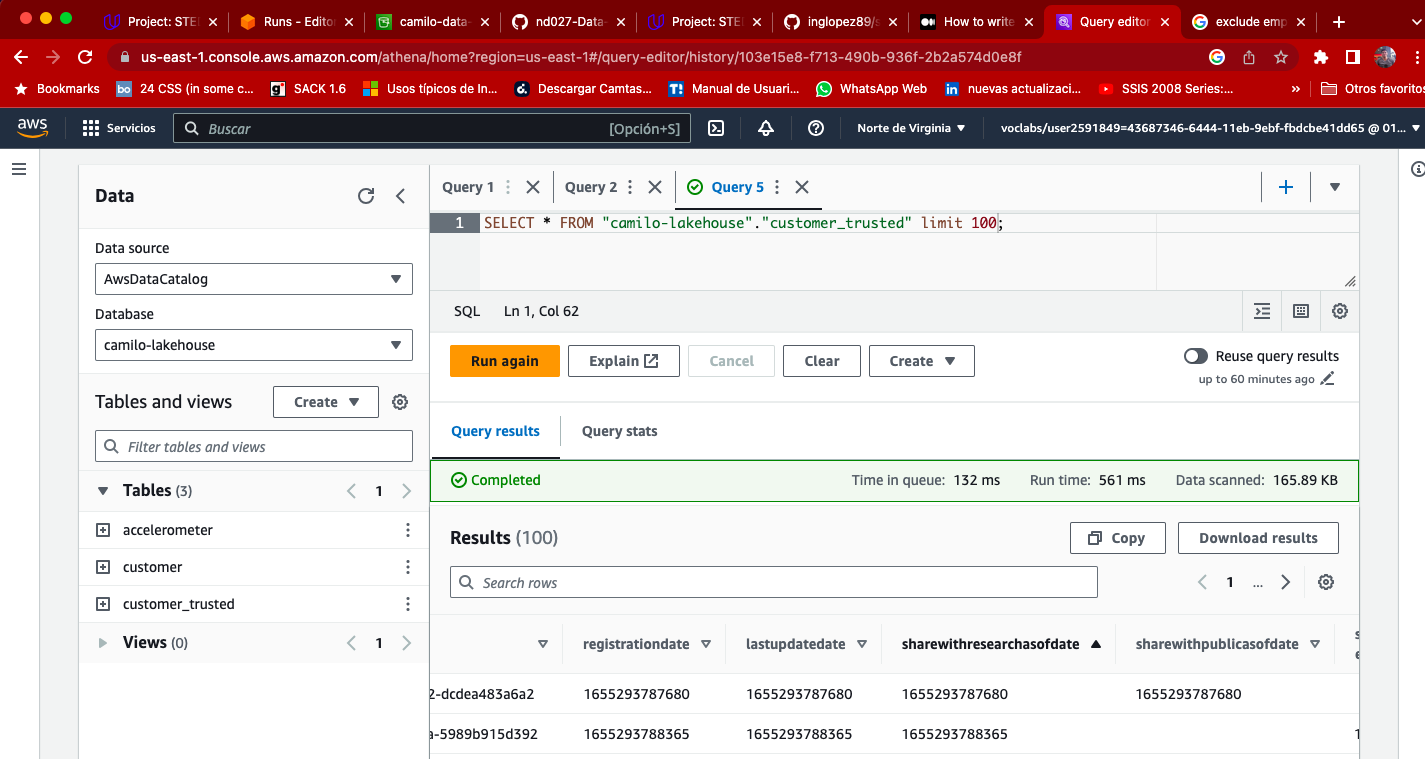 Project: STE
Runs - Editor
camilo-data-
nd027-Data-
Project: STE
inglopez89/s
How to write
Query editor
exclude emp
us-east-1.console.aws.amazon.com/athena/home?region=us-east-1#/query-editor/history/103e15e8-f713-490b-936f-2b2a574d0e8f
Bookmarks
bo
24 CSS (in some c...
SACK 1.6
Usos típicos de In...
Descargar Camtas...
T!
Manual de Usuari...
WhatsApp Web
in
nuevas actualizaci...
SSIS 2008 Series:...
»
Otros favoritos
aws
Servicios
Buscar
[Opción+S]
Norte de Virginia
voclabs/user2591849=43687346-6444-11eb-9ebf-fbdcbe41dd65 @ 01...
Data
Data source
AwsDataCatalog
Database
camilo-lakehouse
Tables and views
Create
Filter tables and views
Tables (3)
1
accelerometer
customer
customer_trusted
Views (0)
1
Query 1
Query 2
Query 5
1 SELECT * FROM "camilo-lakehouse"."customer_trusted" limit 100;
SQL Ln 1, Col 62
Run again
Explain
Cancel
Clear
Create
Reuse query results
up to 60 minutes ago
Query results
Query stats
Completed
Time in queue: 132 ms
Run time: 561 ms
Data scanned: 165.89 KB
Results (100)
Copy
Download results
Search rows
1 ...
registrationdate lastupdatedate sharewithresearchasofdate sharewithpublicasofdate
2-dcdea483a6a2 1655293787680 1655293787680 1655293787680 1655293787680
a-5989b915d392 1655293788365 1655293788365 1655293788365